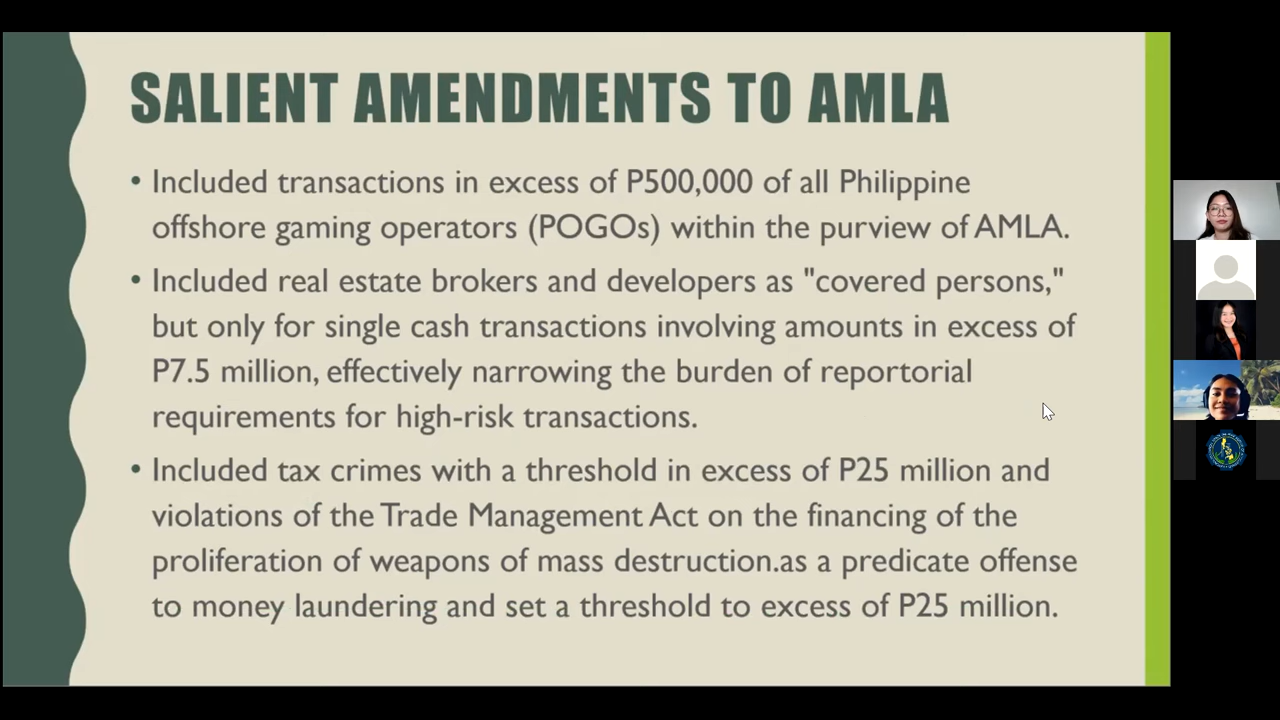 SALIENT AMENDMENTS TO AMLA
• Included transactions in excess of P500,000 of all Philippine
offshore gaming operators (POGOs) within the purview of AMLA.
• Included real estate brokers and developers as "covered persons,"
but only for single cash transactions involving amounts in excess of
P7.5 million, effectively narrowing the burden of reportorial
requirements for high-risk transactions.
• Included tax crimes with a threshold in excess of P25 million and
violations of the Trade Management Act on the financing of the
proliferation of weapons of mass destruction.as a predicate offense
to money laundering and set a threshold to excess of P25 million.